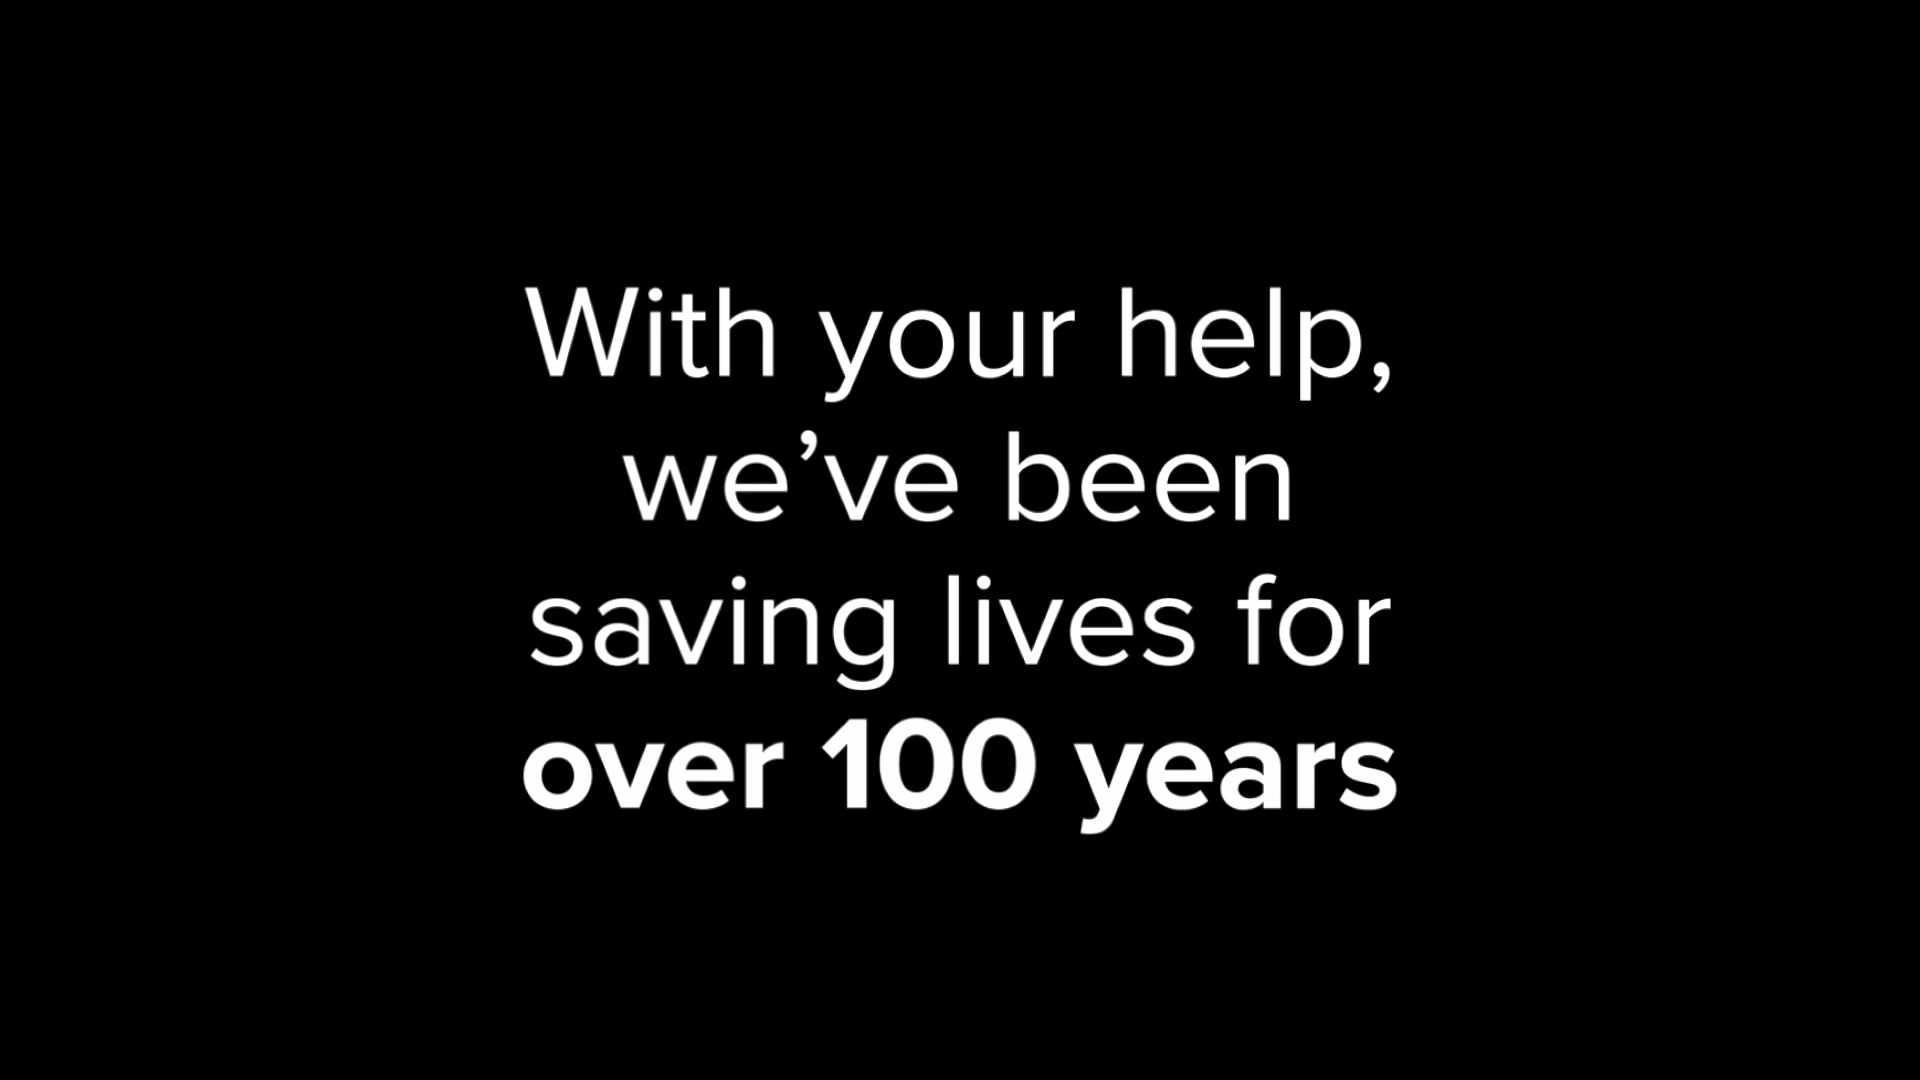 With your help,
we’ve been
saving lives for
over 100 years